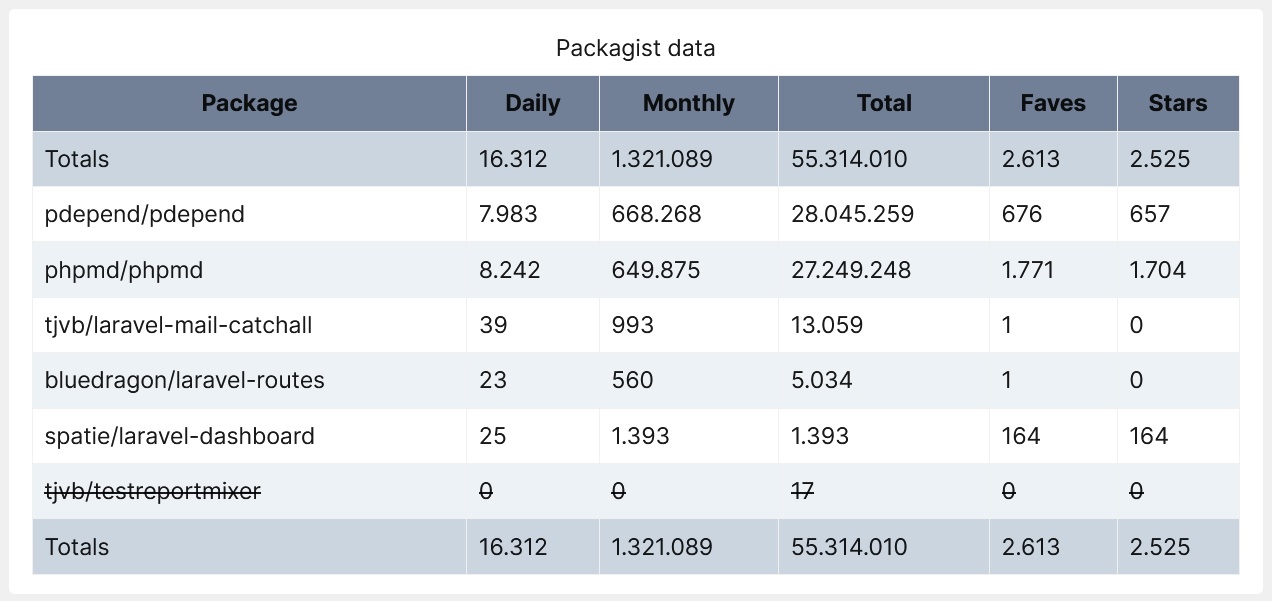 Packagist data
Package Daily Monthly Total Faves Stars
Totals 16.312 1.321.089 55.314.010 2.613 2.525
pdepend/pdepend 7.983 668.268 28.045.259 676 657
phpmd/phpmd 8.242 649.875 27.249.248 1.771 1.704
tjvb/laravel-mail-catchall 39 993 13.059 1 0
bluedragon/laravel-routes 23 560 5.034 1 0
spatie/laravel-dashboard 25 1.393 1.393 164 164
tjvb/testreportmixer 0 0 17 0 0
Totals 16.312 1.321.089 55.314.010 2.613 2.525